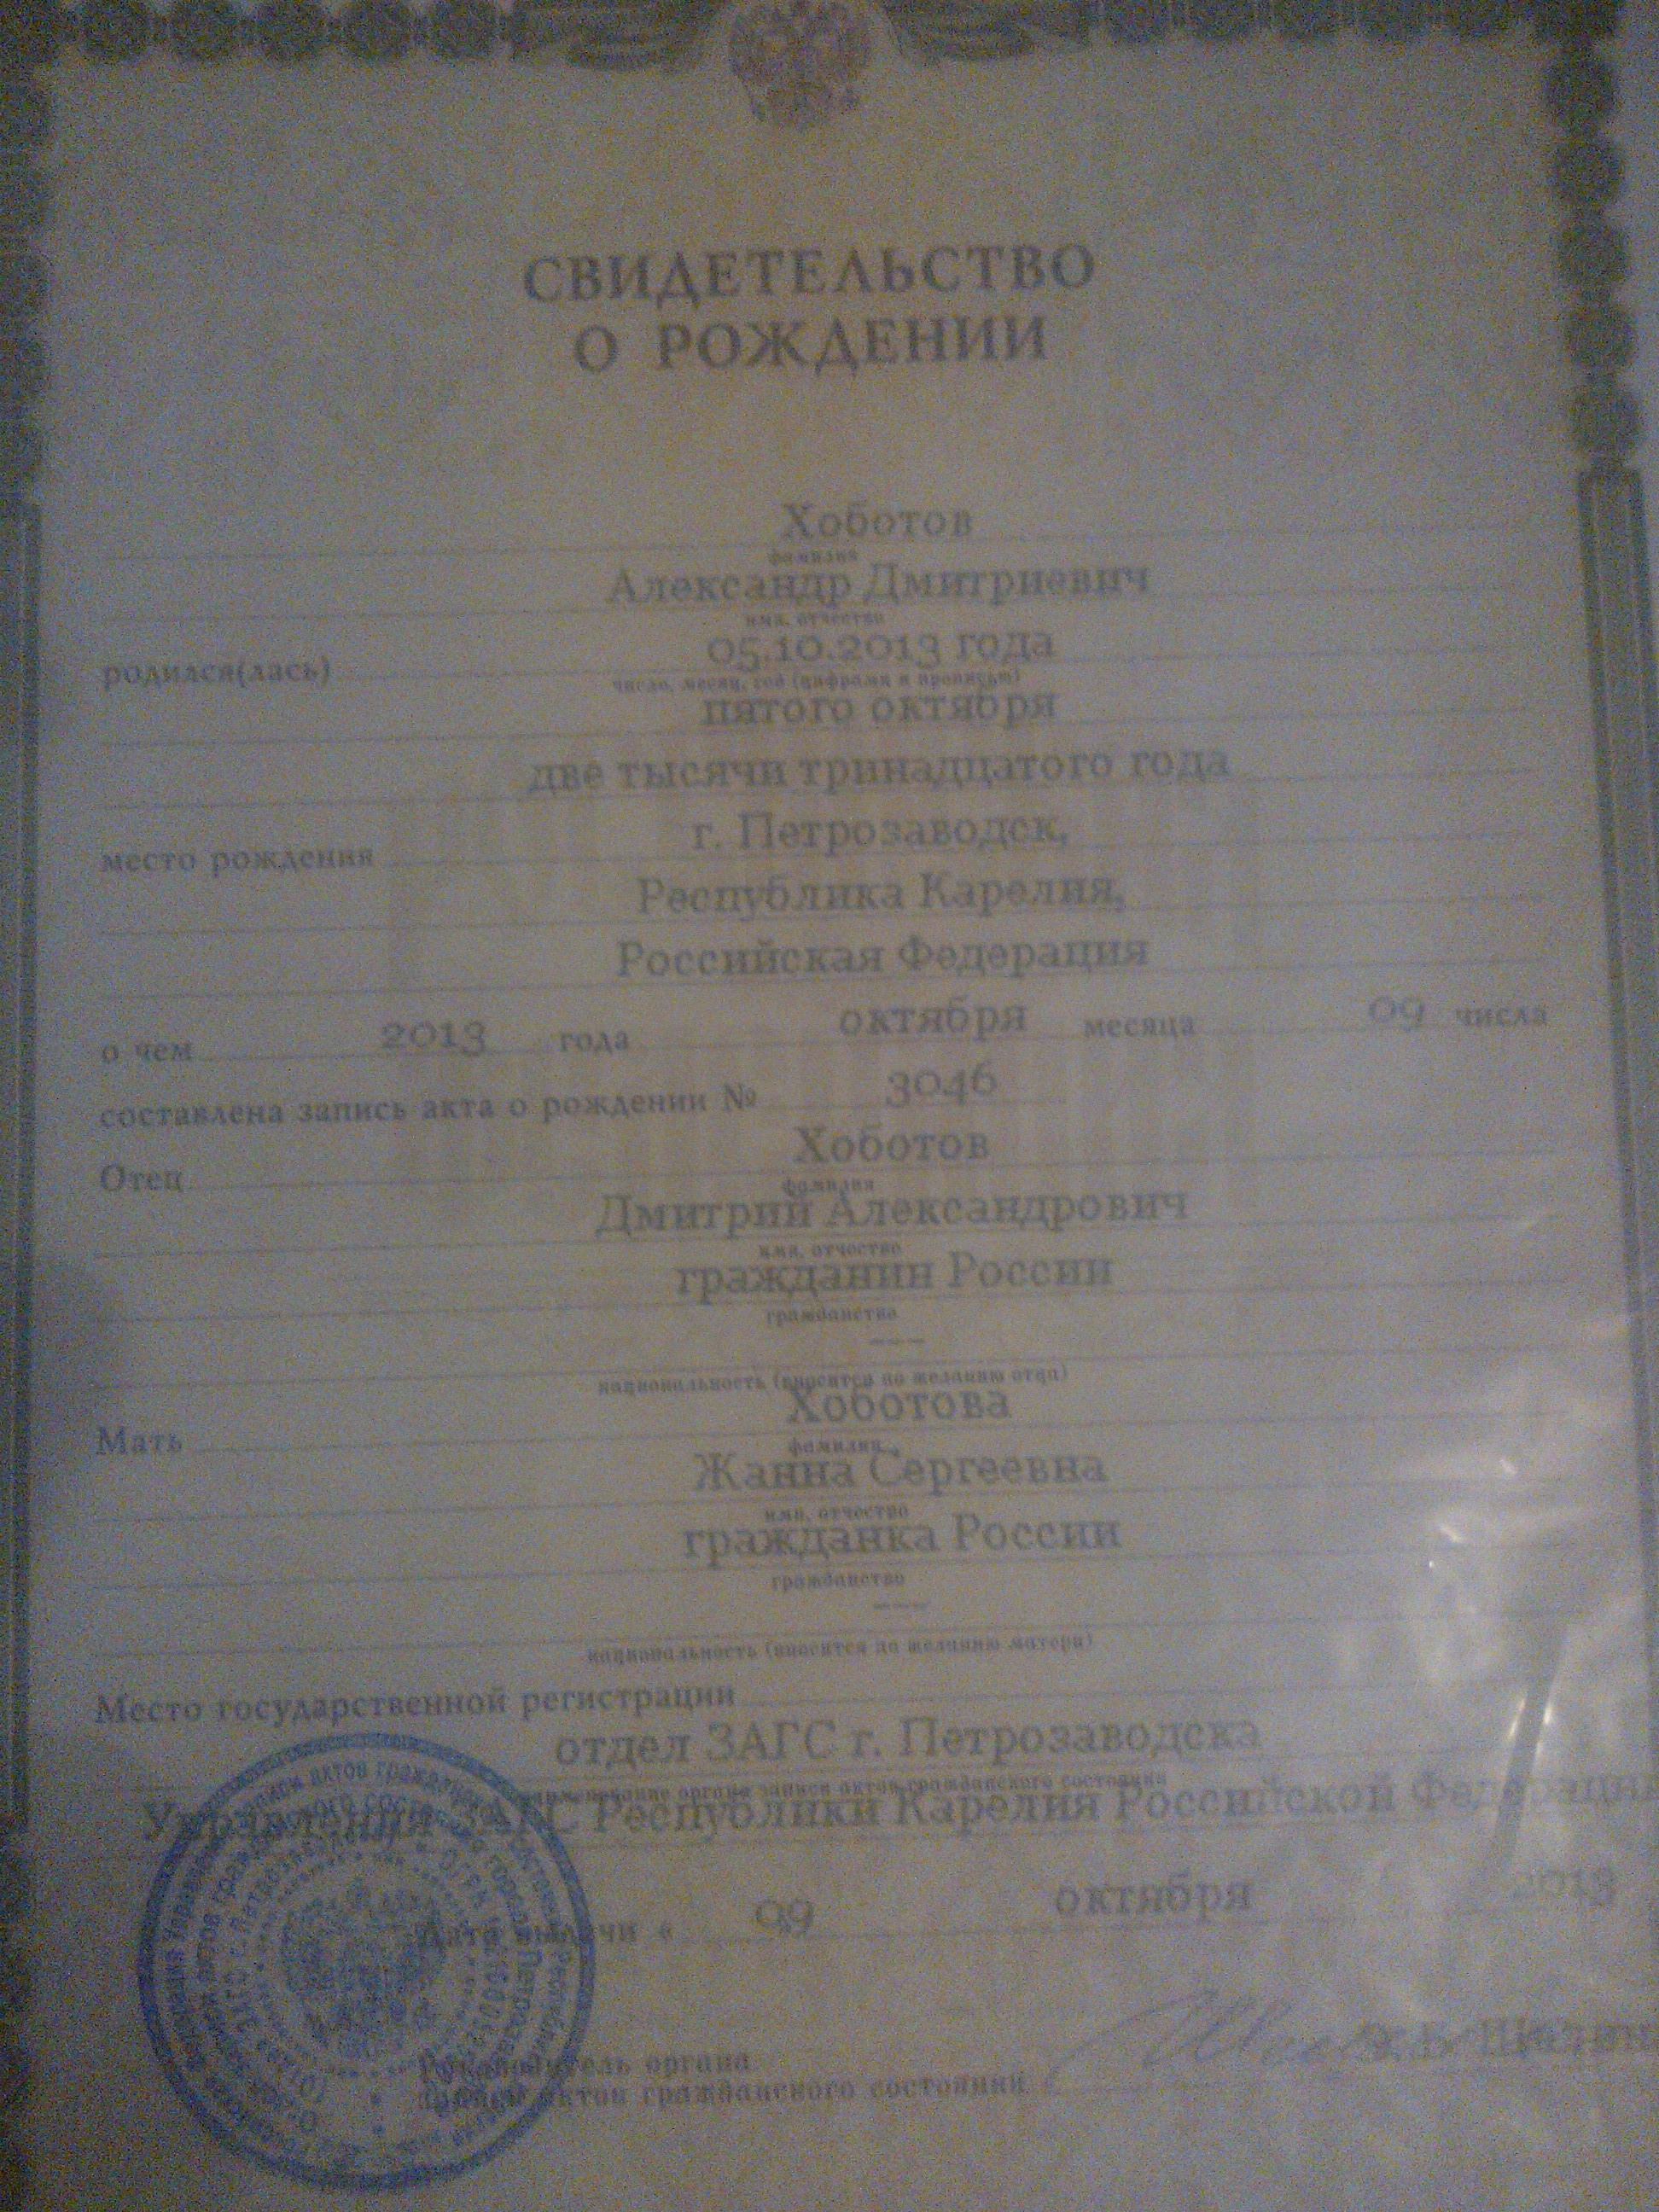 СВИДЕТЕЛЬСТВО
О РОЖДЕНИИ
Хоботов
фамилия
Александр Дмитриевич
имя, отчество
родился(лась) 05.10.2013 года
число, месяц, год (цифрами и прописью)
пятого октября
две тысячи тринадцатого года
место рождения г. Петрозаводск,
Республика Карелия,
Российская Федерация
о чем 2013 года октября месяца 09 числа
составлена запись акта о рождении № 3046
Отец Хоботов
фамилия
Дмитрий Александрович
имя, отчество
гражданин России
гражданство
национальность (вносится по желанию отца)
Мать Хоботова
фамилия
Жанна Сергеевна
имя, отчество
гражданка России
гражданство
национальность (вносится по желанию матери)
Место государственной регистрации
отдел ЗАГС г. Петрозаводска
наименование органа записи актов гражданского состояния
Управления ЗАГС Республики Карелия Российской Федерации
Дата выдачи « 09 октября 2013
Руководитель органа
записи актов гражданского состояния